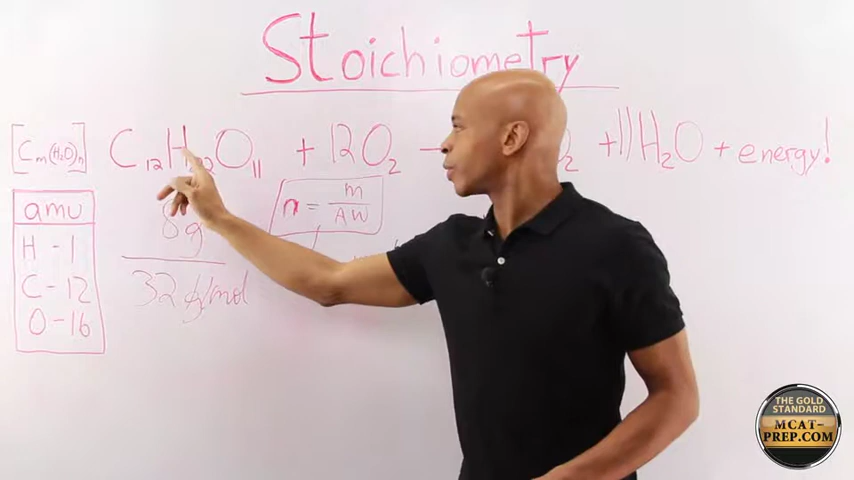 Stoichiometry
[Cm(H2O)n] C12H22O11 + 12O2 → O2 + 11H2O + energy!
amu
H - 1
C - 12
O - 16
8g
32 g/mol
n = m
AW
THE GOLD
STANDARD
MCAT-
PREP.COM